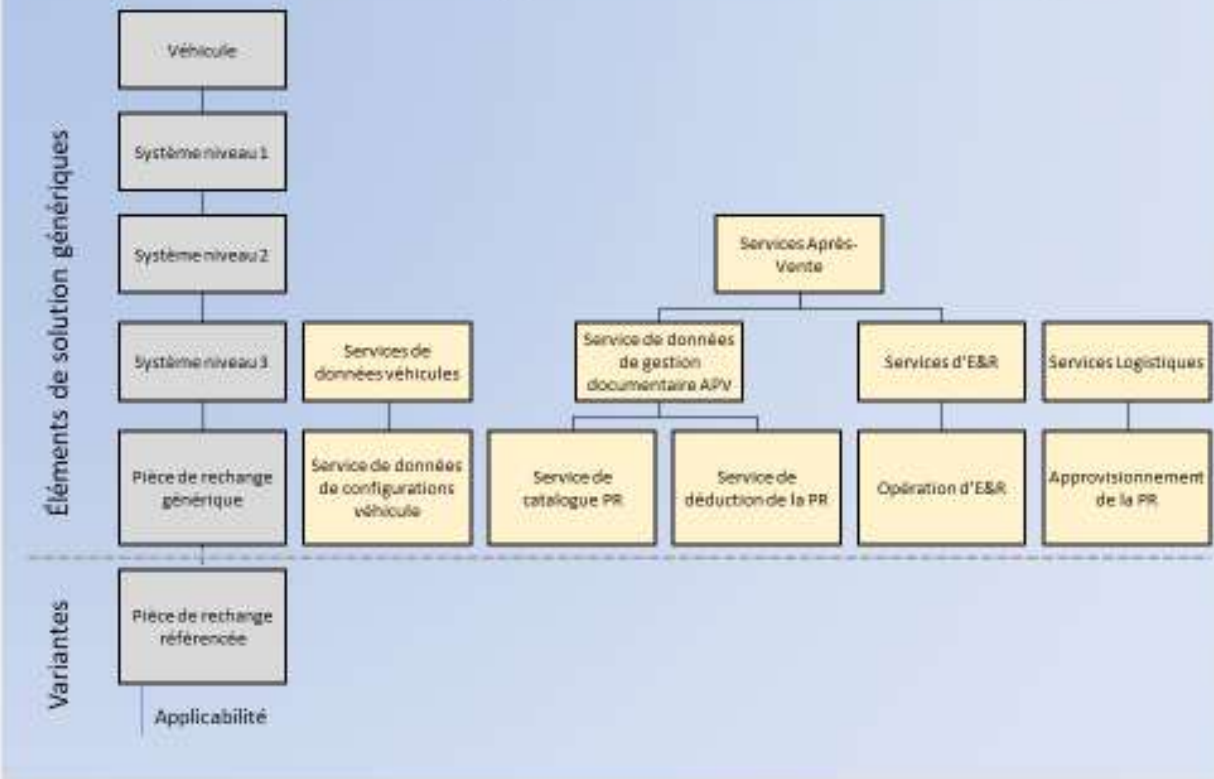 Éléments de solution génériques
Véhicule
Système niveau 1
Système niveau 2
Services Après-
Vente
Système niveau 3
Services de
données véhicules
Service de données
de gestion
documentaire APV
Services d'E&R
Services Logistiques
Pièce de rechange
générique
Service de données
de configurations
véhicule
Service de
catalogue PR
Service de
déduction de la PR
Opération d'E&R
Approvisionnement
de la PR
Variantes
Pièce de rechange
référencée
Applicabilité